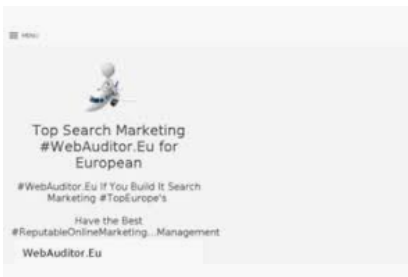 MENU
Top Search Marketing
#WebAuditor.Eu for
European
#WebAuditor.Eu If You Build It Search
Marketing #TopEurope's
Have the Best
#ReputableOnlineMarketing...Management
WebAuditor.Eu